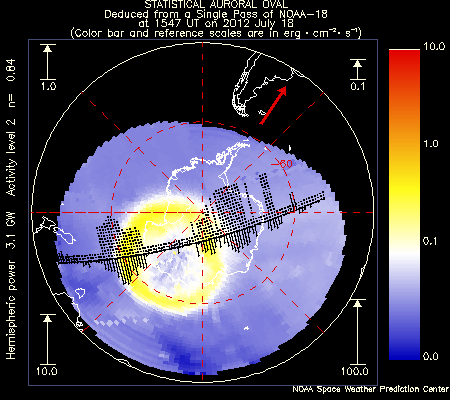 STATISTICAL AURORAL OVAL
Deduced from a Single Pass of NOAA-18
at 1547 UT on 2012 July 18
(Color bar and reference scales are in erg · cm⁻² · s⁻¹)
1.0
0.1
10.0
1.0
0.1
0.0
-60
Hemispheric power 3.1 GW Activity level 2 n= 0.84
10.0
100.0
NOAA Space Weather Prediction Center